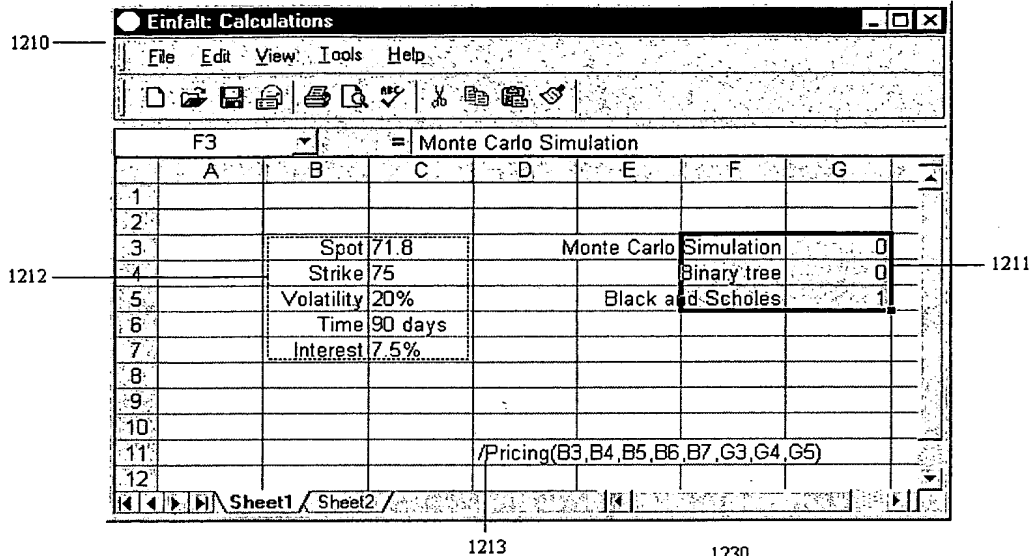 Einfalt: Calculations
1210
File Edit View Tools Help
F3 = Monte Carlo Simulation
A B C D E F G
1
2
3 Spot 71.8 Monte Carlo Simulation 0
1212 4 Strike 75 Binary tree 0 1211
5 Volatility 20% Black and Scholes 1
6 Time 90 days
7 Interest 7.5%
8
9
10
11 /Pricing(B3,B4,B5,B6,B7,G3,G4,G5)
12
Sheet1 Sheet2
1213 1230